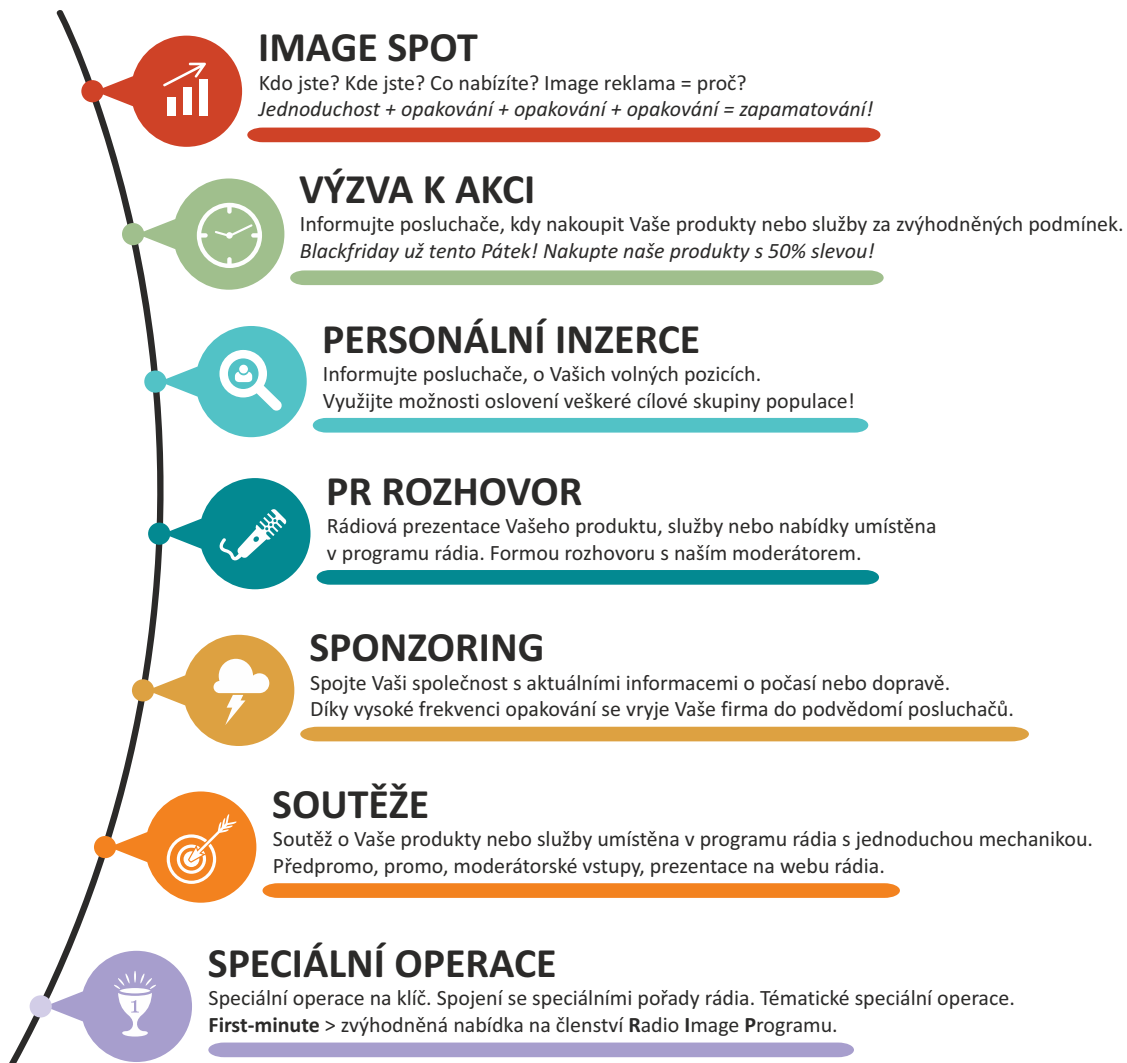 IMAGE SPOT
Kdo jste? Kde jste? Co nabízíte? Image reklama = proč?
Jednoduchost + opakování + opakování + opakování = zapamatování!
VÝZVA K AKCI
Informujte posluchače, kdy nakoupit Vaše produkty nebo služby za zvýhodněných podmínek.
Blackfriday už tento Pátek! Nakupte naše produkty s 50% slevou!
PERSONÁLNÍ INZERCE
Informujte posluchače, o Vašich volných pozicích.
Využijte možnosti oslovení veškeré cílové skupiny populace!
PR ROZHOVOR
Rádiová prezentace Vašeho produktu, služby nebo nabídky umístěna
v programu rádia. Formou rozhovoru s naším moderátorem.
SPONZORING
Spojte Vaši společnost s aktuálními informacemi o počasí nebo dopravě.
Díky vysoké frekvenci opakování se vryje Vaše firma do podvědomí posluchačů.
SOUTĚŽE
Soutěž o Vaše produkty nebo služby umístěna v programu rádia s jednoduchou mechanikou.
Předpromo, promo, moderátorské vstupy, prezentace na webu rádia.
1
SPECIÁLNÍ OPERACE
Speciální operace na klíč. Spojení se speciálními pořady rádia. Tématické speciální operace.
First-minute > zvýhodněná nabídka na členství Radio Image Programu.